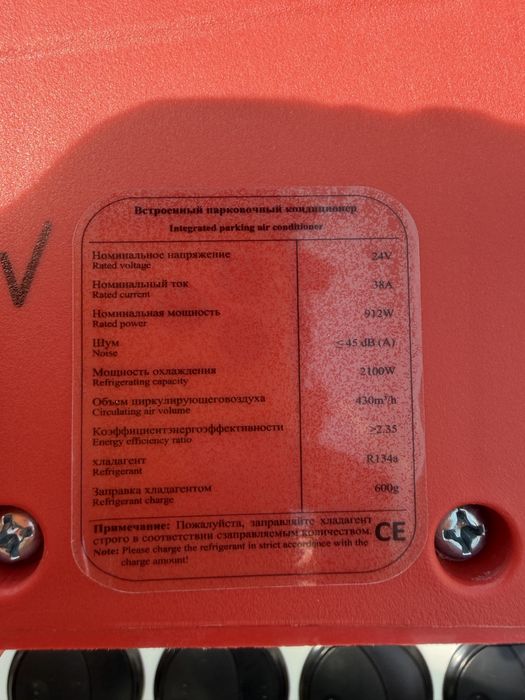 Встроенный парковочный кондиционер
Integrated parking air conditioner
Номинальное напряжение 24V
Rated voltage
Номинальный ток 38A
Rated current
Номинальная мощность 912W
Rated power
Шум ≤45 dB (A)
Noise
Мощность охлаждения 2100W
Refrigerating capacity
Объем циркулирующеговоздуха 430m³/h
Circulating air volume
Коэффициентэнергоэффективности ≥2.35
Energy efficiency ratio
хладагент R134a
Refrigerant
Заправка хладагентом 600g
Refrigerant charge
Примечание: Пожалуйста, заправляйте хладагент
строго в соответствии сзаправляемым количеством. CE
Note: Please charge the refrigerant in strict accordence with the
charge amount!